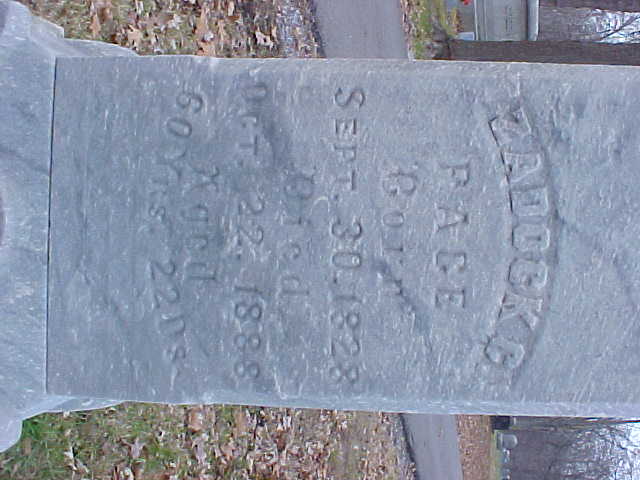 ZADOCK C.
PACE
Born
SEPT. 30. 1828
Died
OCT. 22. 1888
Aged
60 Yrs. 22 Ds.